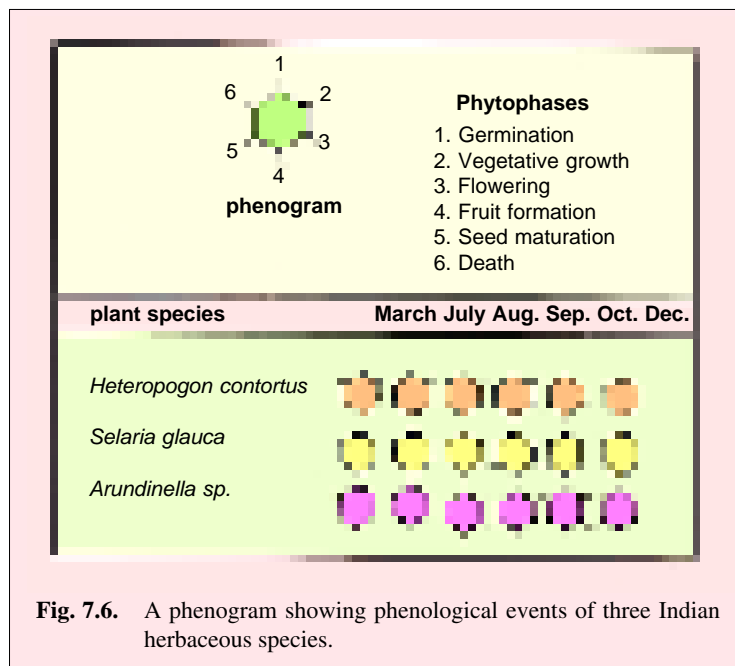 1
6
2
5
3
4
phenogram
Phytophases
1. Germination
2. Vegetative growth
3. Flowering
4. Fruit formation
5. Seed maturation
6. Death
plant species March July Aug. Sep. Oct. Dec.
Heteropogon contortus
Selaria glauca
Arundinella sp.
Fig. 7.6. A phenogram showing phenological events of three Indian
herbaceous species.